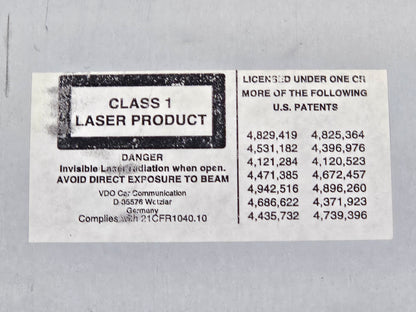 CLASS 1
LASER PRODUCT
DANGER
Invisible Laser radiation when open.
AVOID DIRECT EXPOSURE TO BEAM
VDO Car Communication
D-35576 Wetzlar
Germany
Complies with 21CFR1040.10
LICENSED UNDER ONE OR
MORE OF THE FOLLOWING
U.S. PATENTS
4,829,419 4,825,364
4,531,182 4,396,976
4,121,284 4,120,523
4,471,385 4,672,457
4,942,516 4,896,260
4,686,622 4,371,923
4,435,732 4,739,396